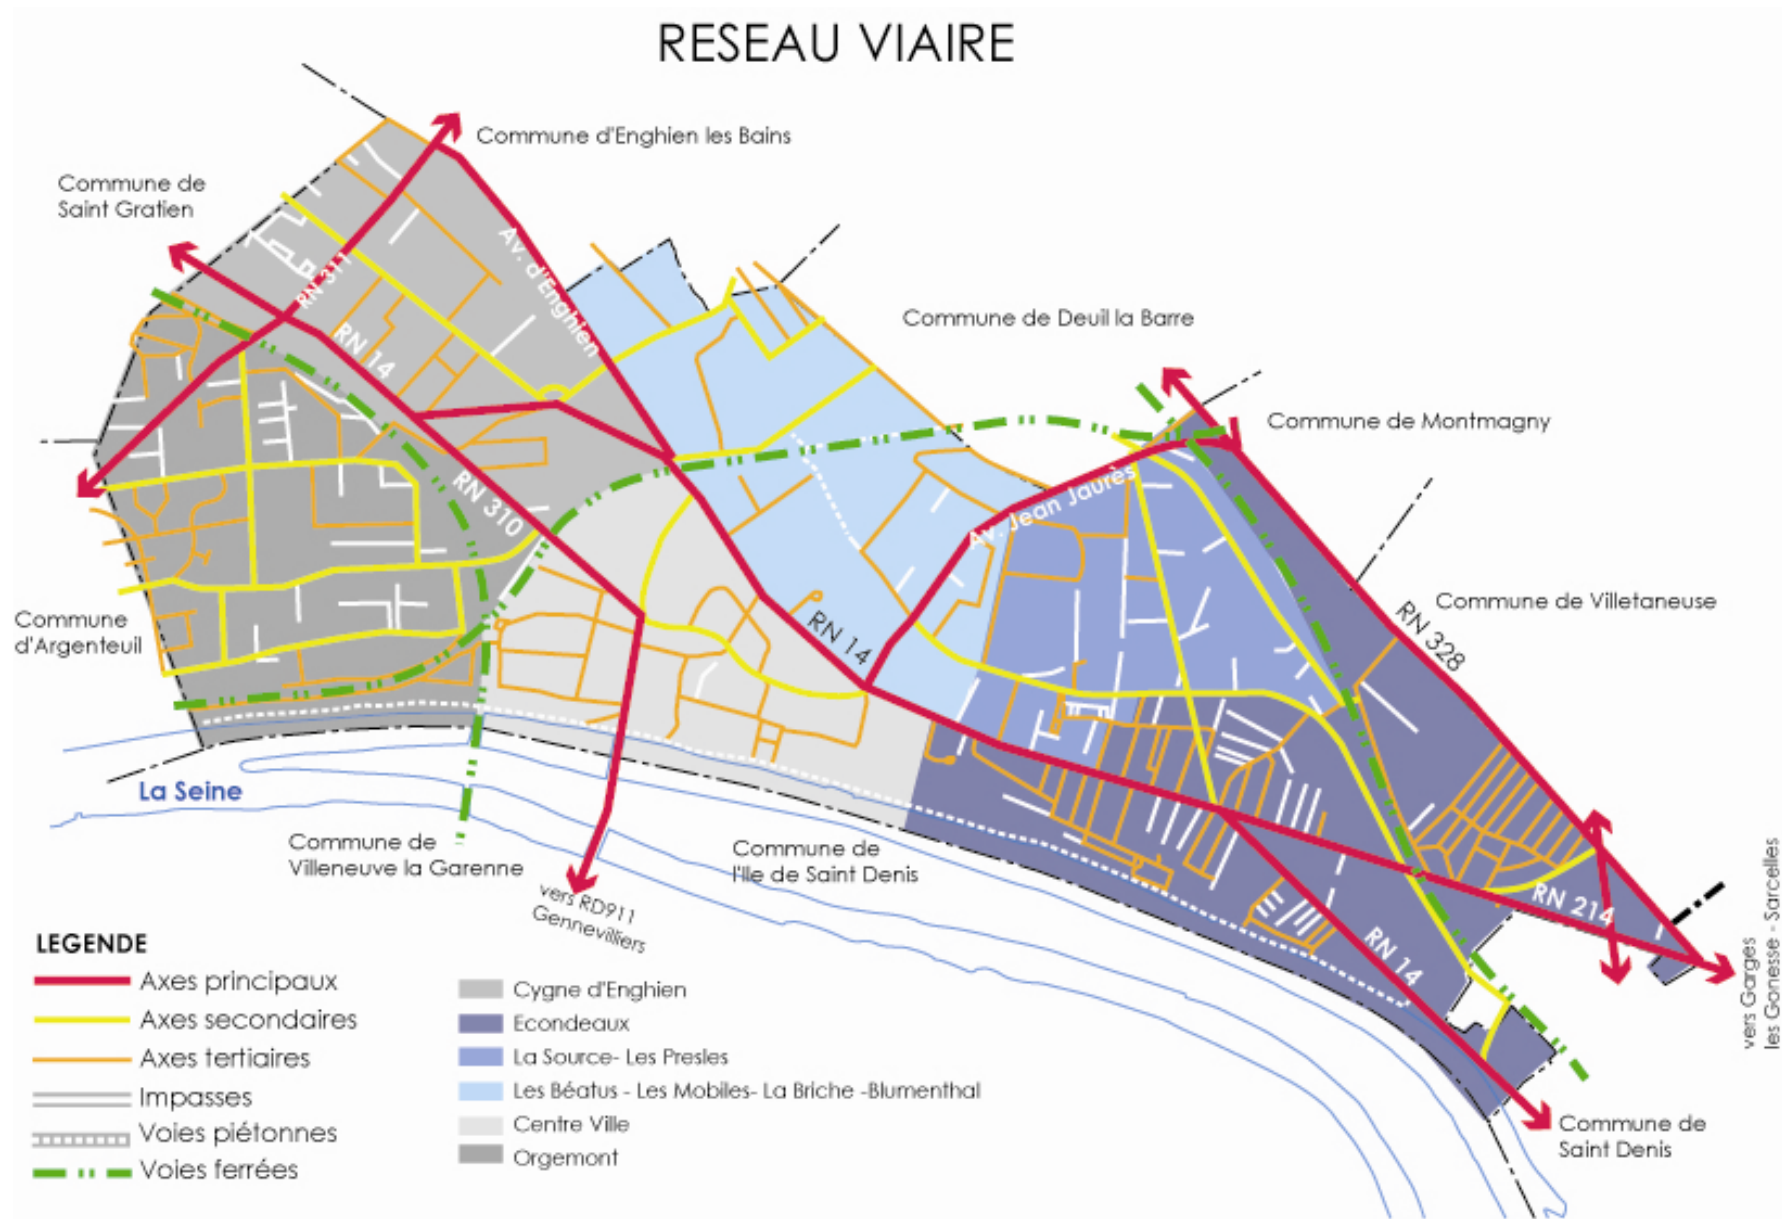 RESEAU VIAIRE
Commune d'Enghien les Bains
Commune de
Saint Gratien
RN 311
Av. d'Enghien
RN 14
Commune de Deuil la Barre
Commune de Montmagny
RN 310
Av. Jean Jaurès
Commune
d'Argenteuil
RN 14
RN 328
Commune de Villetaneuse
La Seine
Commune de
Villeneuve la Garenne
Commune de
l'Ile de Saint Denis
vers RD911
Gennevilliers
RN 214
RN 14
vers Garges
les Gonesse - Sarcelles
Commune de
Saint Denis
LEGENDE
Axes principaux
Axes secondaires
Axes tertiaires
Impasses
Voies piétonnes
Voies ferrées
Cygne d'Enghien
Econdeaux
La Source- Les Presles
Les Béatus - Les Mobiles- La Briche -Blumenthal
Centre Ville
Orgemont